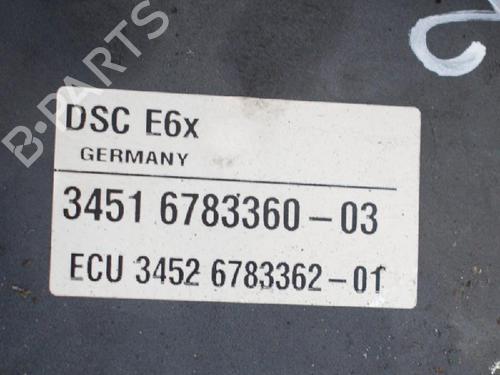 B-PARTS
DSC E6x
GERMANY
3451 6783360-03
ECU 3452 6783362-01